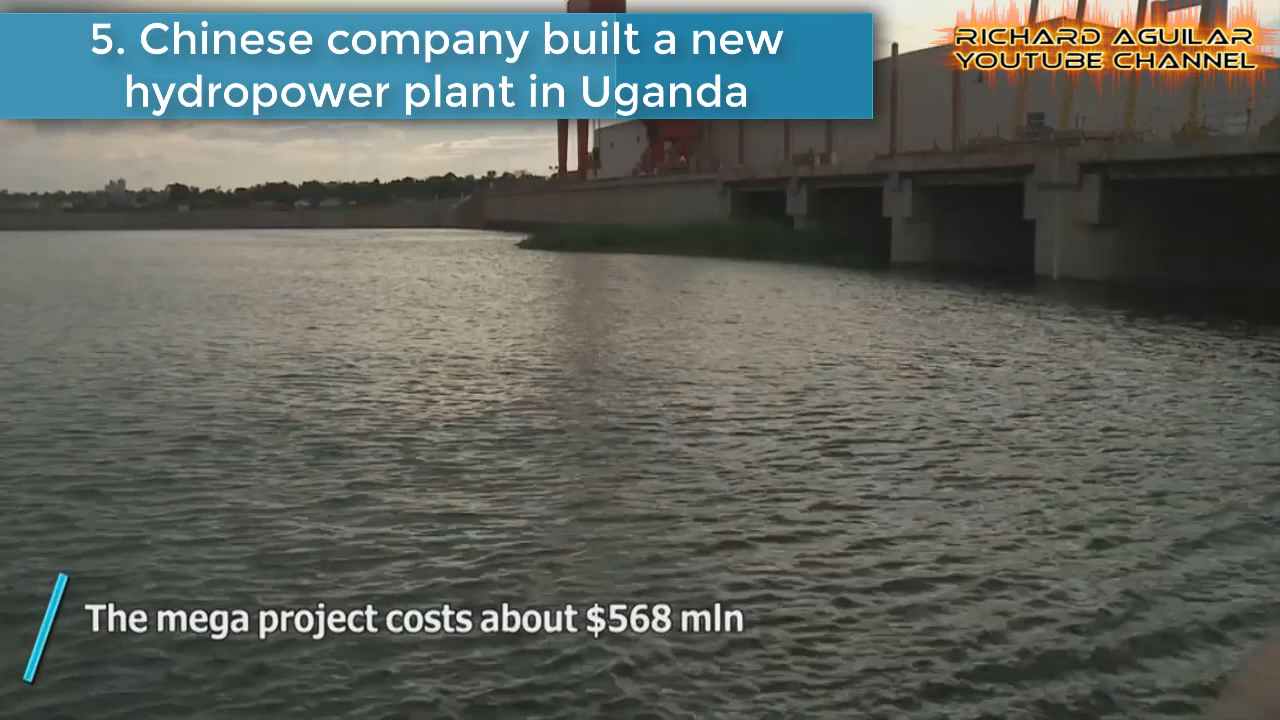 5. Chinese company built a new
hydropower plant in Uganda
RICHARD AGUILAR
YOUTUBE CHANNEL
The mega project costs about $568 mln